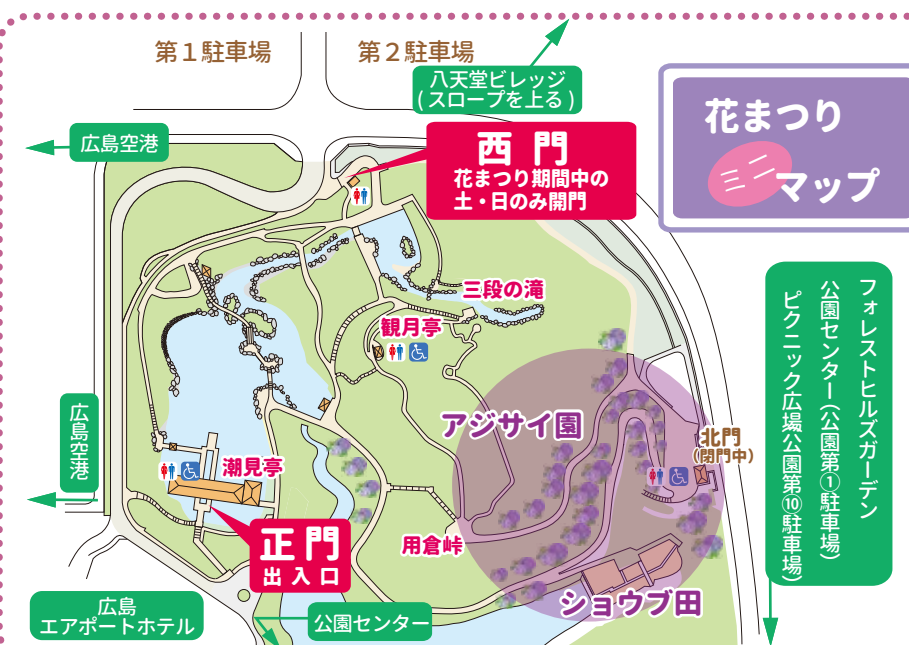 第１駐車場
第２駐車場
八天堂ビレッジ
(スロープを上る)
広島空港
西門
花まつり期間中の
土・日のみ開門
花まつり
ミニ
マップ
三段の滝
観月亭
フォレストヒルズガーデン
公園センター(公園第①駐車場)
ピクニック広場公園第⑩駐車場)
アジサイ園
北門
(閉門中)
広島空港
潮見亭
正門
出入口
用倉峠
ショウブ田
広島
エアポートホテル
公園センター